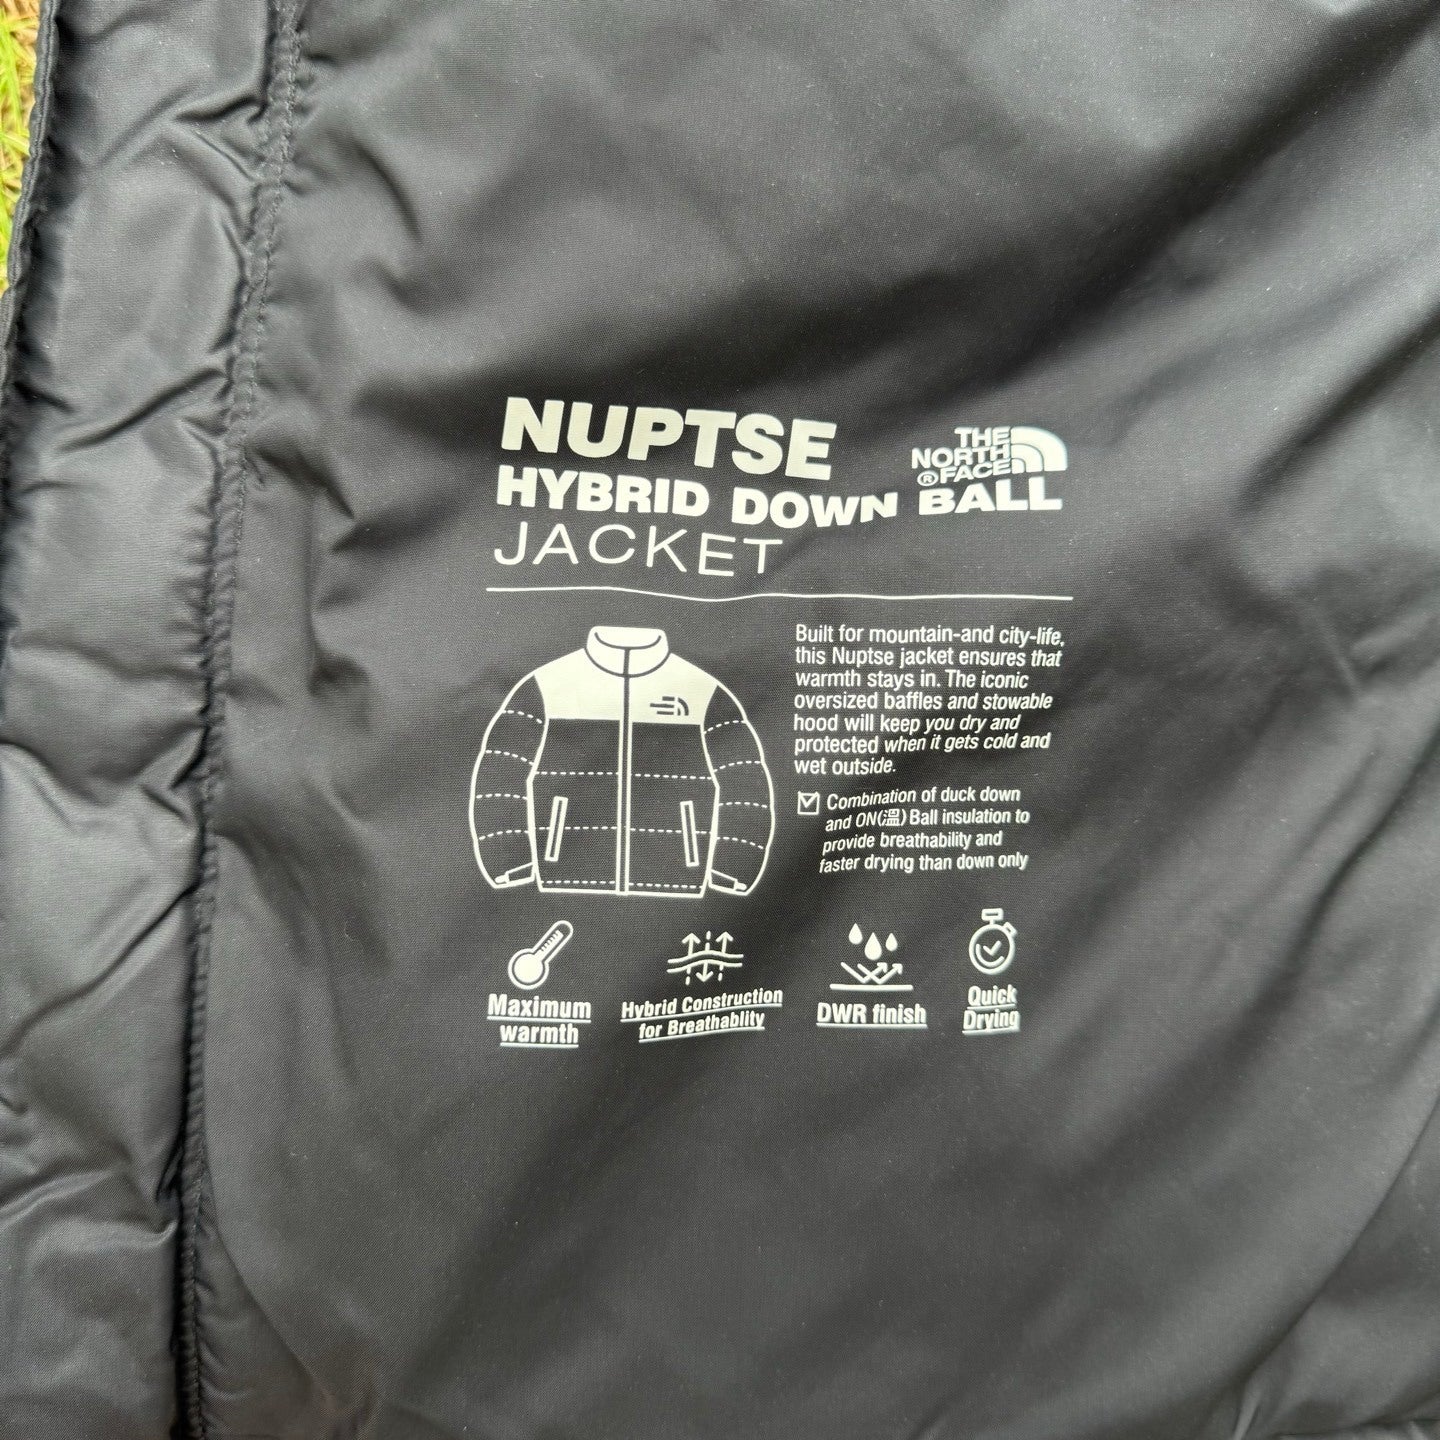 NUPTSE
HYBRID DOWN
JACKET
THE
NORTH
®FACE
BALL
Built for mountain-and city-life,
this Nuptse jacket ensures that
warmth stays in. The iconic
oversized baffles and stowable
hood will keep you dry and
protected when it gets cold and
wet outside.
Combination of duck down
and ON(温) Ball insulation to
provide breathability and
faster drying than down only
Maximum
warmth
Hybrid Construction
for Breathablity
DWR finish
Quick
Drying